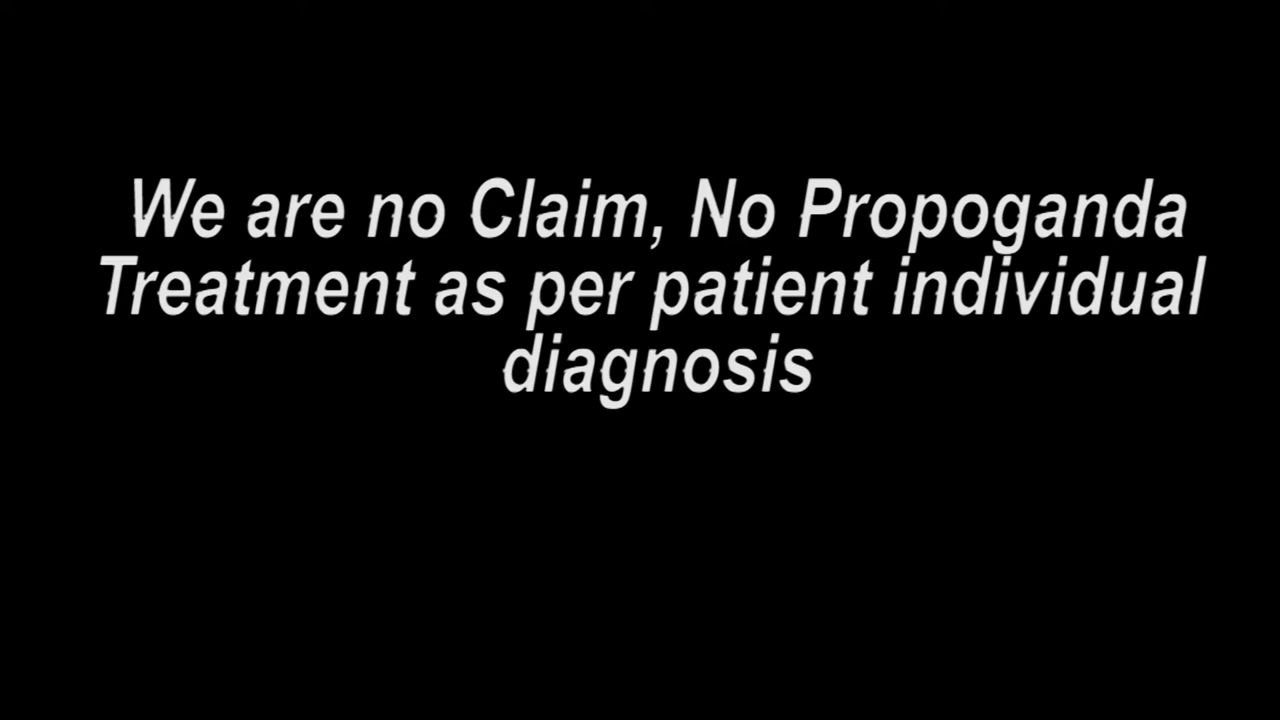 We are no Claim, No Propoganda
Treatment as per patient individual
diagnosis